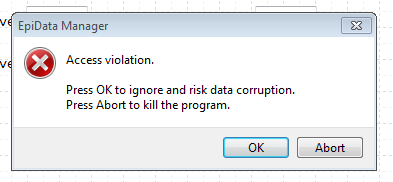 EpiData Manager
Access violation.
Press OK to ignore and risk data corruption.
Press Abort to kill the program.
OK Abort